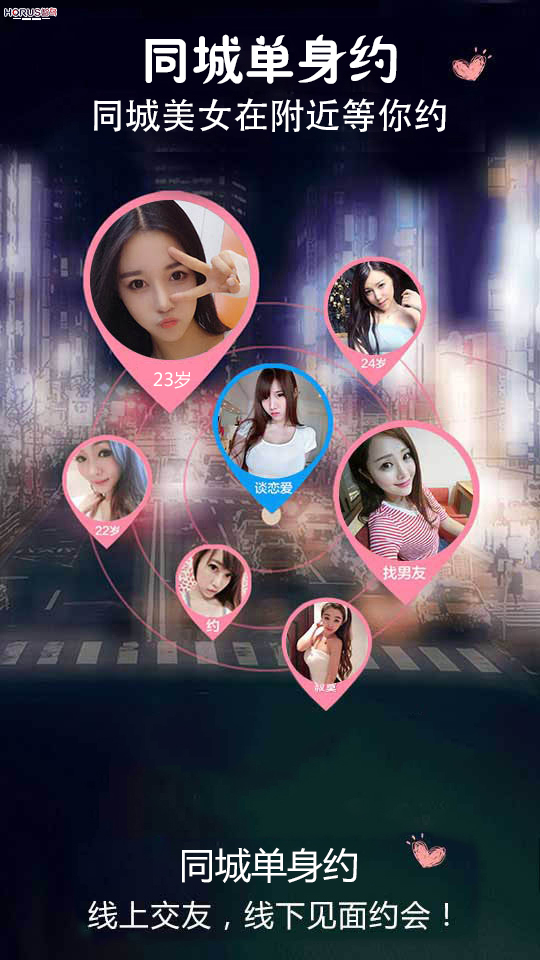 HORUS
同城单身约
同城美女在附近等你约
23岁
24岁
谈恋爱
22岁
找男友
约
寂寞
同城单身约
线上交友，线下见面约会！